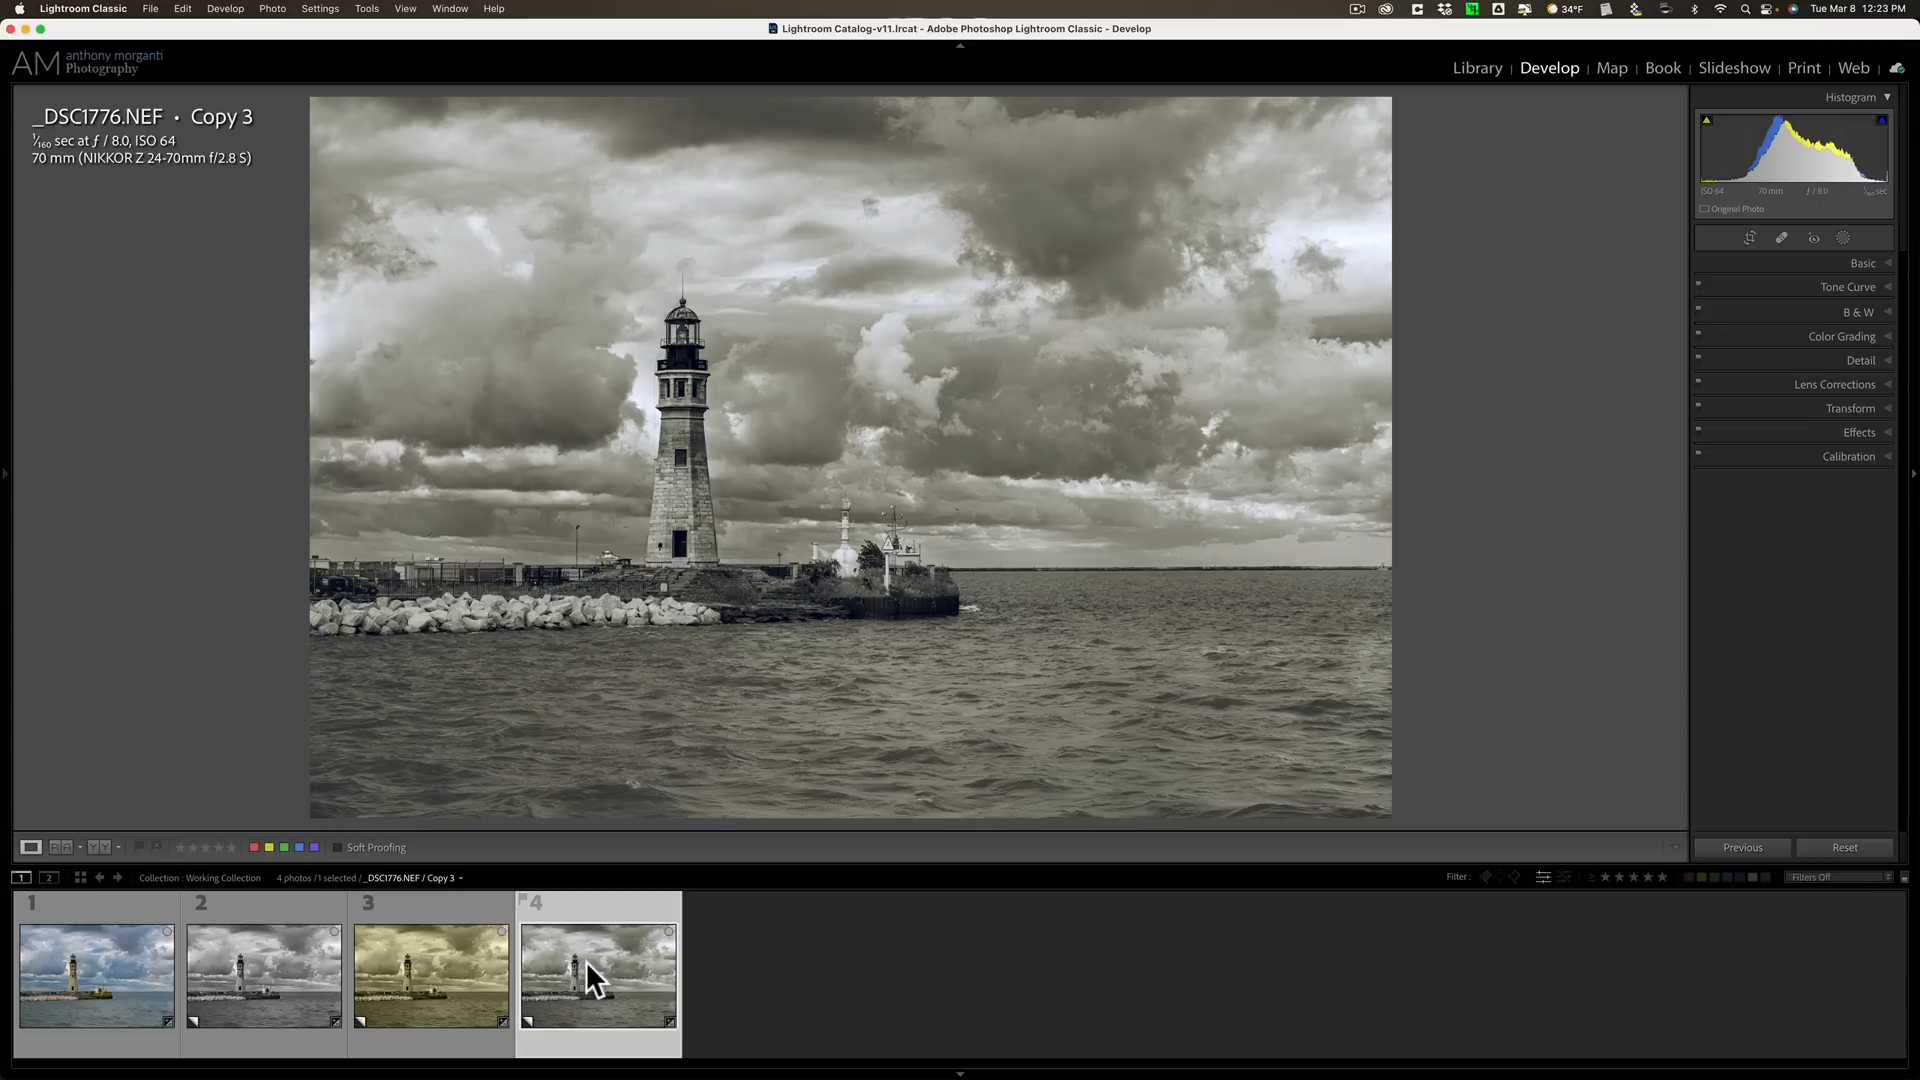 Lightroom Classic File Edit Develop Photo Settings Tools View Window Help
34°F Tue Mar 8 12:23 PM
Lightroom Catalog-v11.lrcat - Adobe Photoshop Lightroom Classic - Develop
AM anthony morganti
Photography
Library | Develop | Map | Book | Slideshow | Print | Web
_DSC1776.NEF • Copy 3
1/160 sec at ƒ / 8.0, ISO 64
70 mm (NIKKOR Z 24-70mm f/2.8 S)
Histogram
ISO 64 70 mm ƒ / 8.0 1/160 sec
Original Photo
Basic
Tone Curve
B & W
Color Grading
Detail
Lens Corrections
Transform
Effects
Calibration
Soft Proofing
Previous Reset
1 2 Collection : Working Collection 4 photos / 1 selected / _DSC1776.NEF / Copy 3
Filter : Filters Off
1 2 3 4